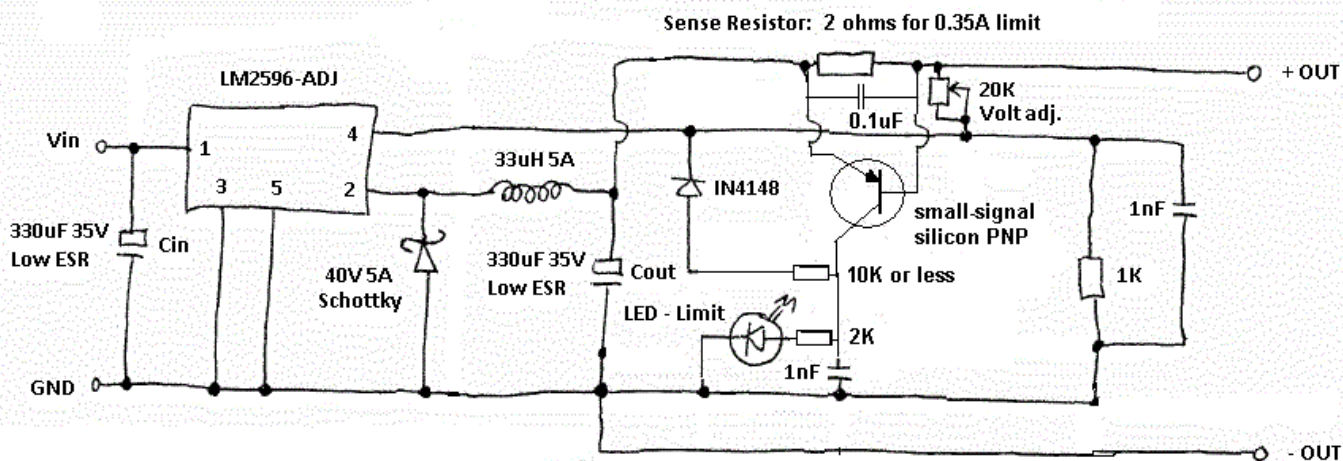 Sense Resistor: 2 ohms for 0.35A limit
LM2596-ADJ
+ OUT
20K
Volt adj.
0.1uF
Vin
1
4
3
5
2
33uH 5A
IN4148
330uF 35V
Low ESR
Cin
small-signal
silicon PNP
1nF
40V 5A
Schottky
330uF 35V
Low ESR
Cout
10K or less
1K
LED - Limit
2K
1nF
GND
- OUT